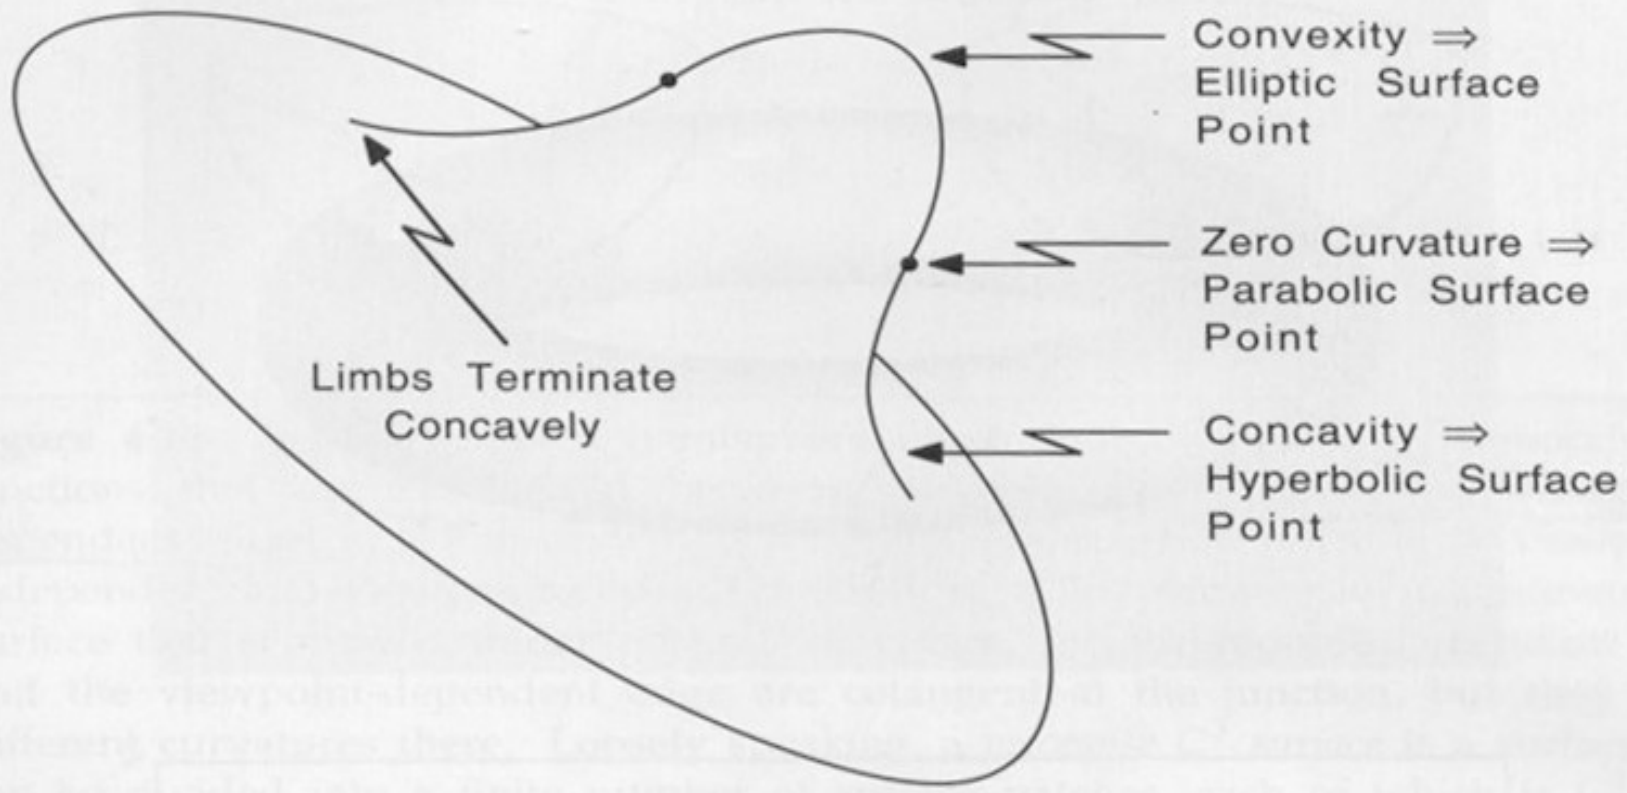 Convexity ⇒
Elliptic Surface
Point
Zero Curvature ⇒
Parabolic Surface
Point
Limbs Terminate
Concavely
Concavity ⇒
Hyperbolic Surface
Point